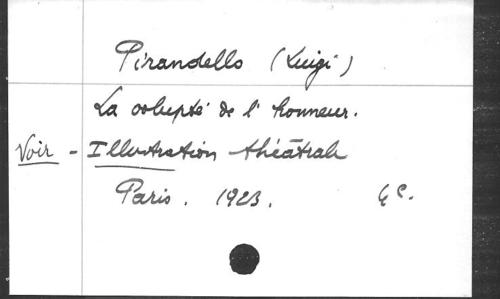 Pirandello (Luigi)
La volupté de l'honneur.
Voir - Illustration théâtrale
Paris. 1923.